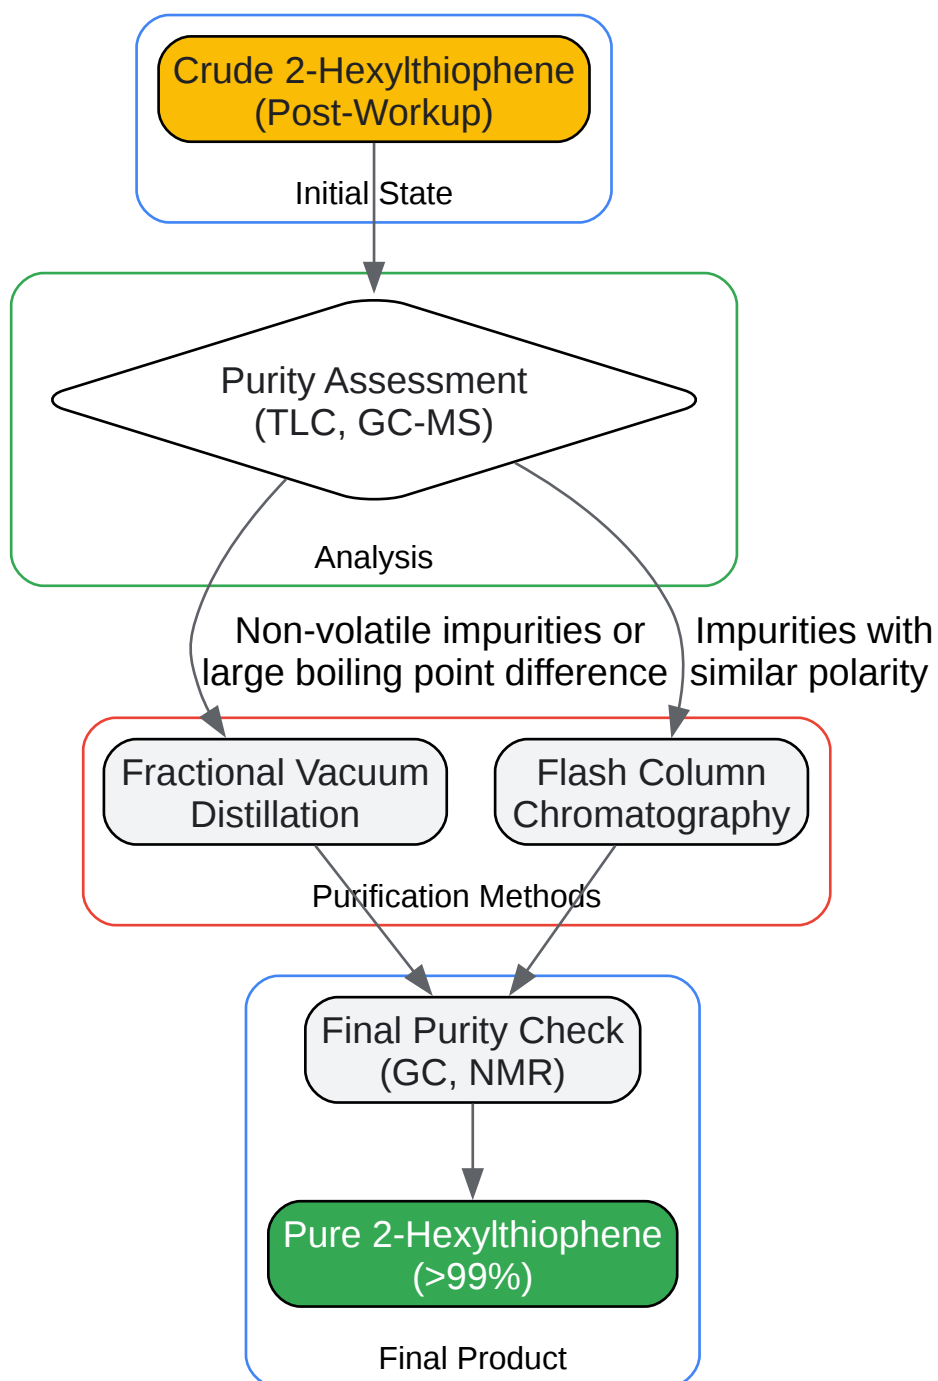 Crude 2-Hexylthiophene
(Post-Workup)
Initial State
Purity Assessment
(TLC, GC-MS)
Analysis
Non-volatile impurities or
large boiling point difference
Impurities with
similar polarity
Fractional Vacuum
Distillation
Flash Column
Chromatography
Purification Methods
Final Purity Check
(GC, NMR)
Pure 2-Hexylthiophene
(>99%)
Final Product